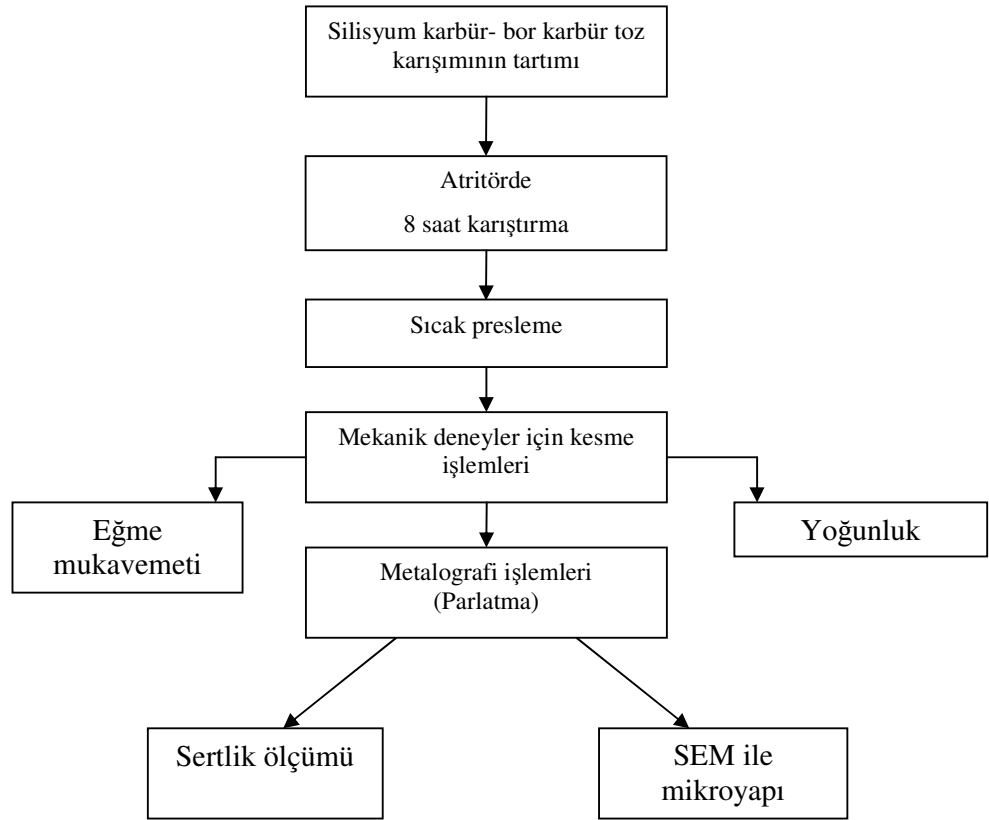 Silisyum karbür- bor karbür toz
karışımının tartımı
Atritörde
8 saat karıştırma
Sıcak presleme
Mekanik deneyler için kesme
işlemleri
Eğme
mukavemeti
Yoğunluk
Metalografi işlemleri
(Parlatma)
Sertlik ölçümü
SEM ile
mikroyapı